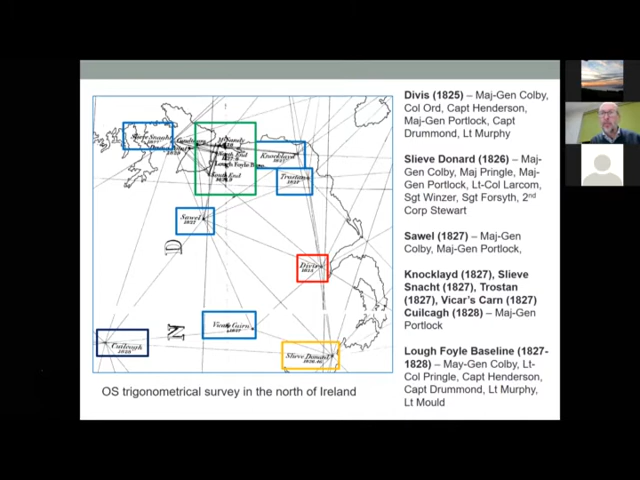 Divis (1825) – Maj-Gen Colby,
Col Ord, Capt Henderson,
Maj-Gen Portlock, Capt
Drummond, Lt Murphy
Slieve Donard (1826) – Maj-
Gen Colby, Maj Pringle, Maj-
Gen Portlock, Lt-Col Larcom,
Sgt Winzer, Sgt Forsyth, 2nd
Corp Stewart
Sawel (1827) – Maj-Gen
Colby, Maj-Gen Portlock,
Knocklayd (1827), Slieve
Snacht (1827), Trostan
(1827), Vicar's Carn (1827)
Cuilcagh (1828) – Maj-Gen
Portlock
Lough Foyle Baseline (1827-
1828) – May-Gen Colby, Lt-
Col Pringle, Capt Henderson,
Capt Drummond, Lt Murphy,
Lt Mould
Slieve Snaught
Knocklayd
Trostan
Sawel
D
Divis
Vicars Cairn
N
Cuilcagh
1828
Slieve Donard
OS trigonometrical survey in the north of Ireland